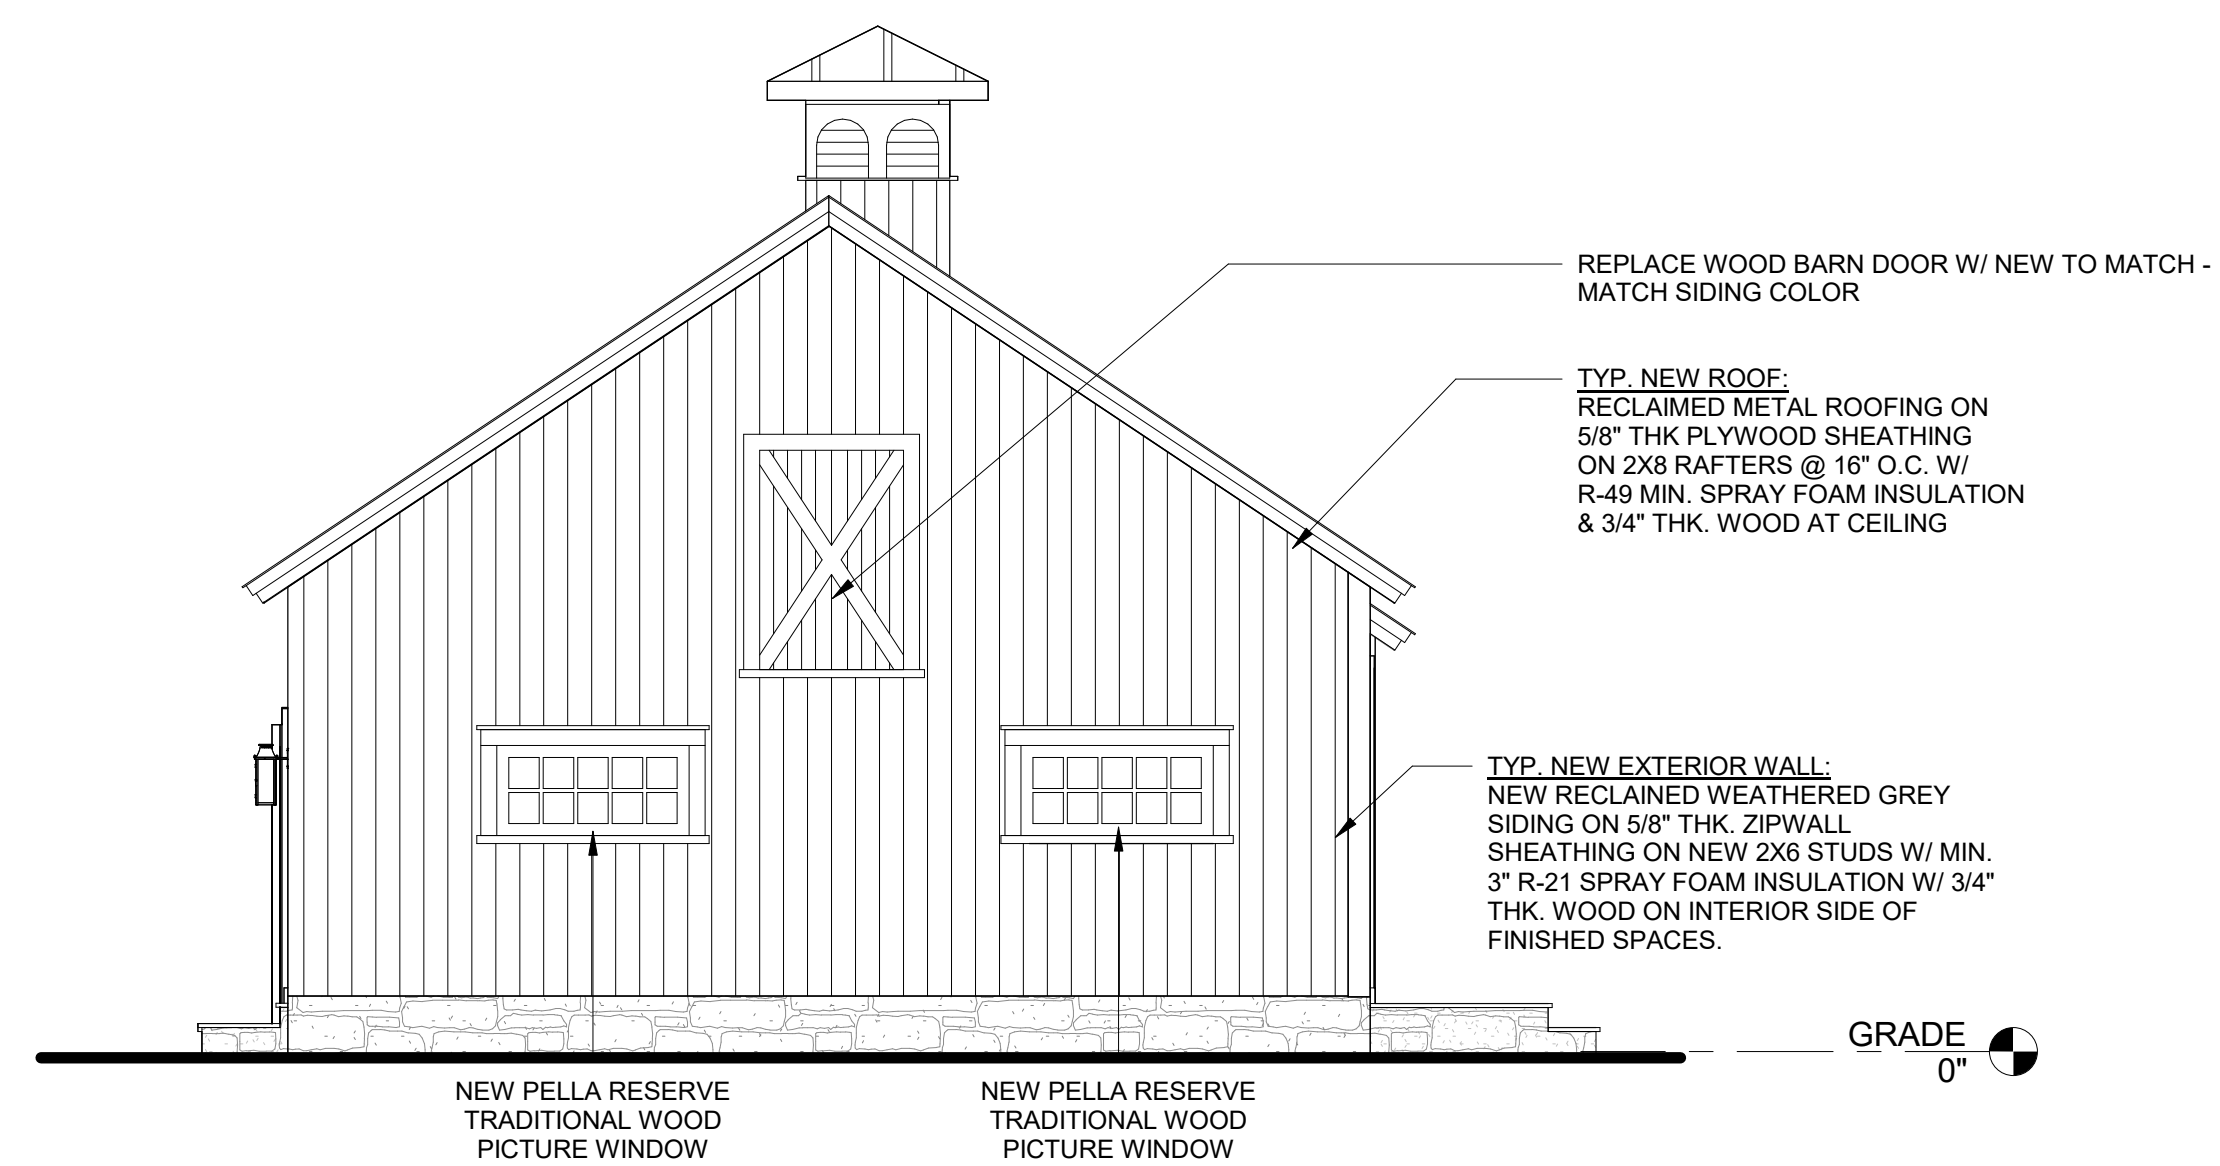 REPLACE WOOD BARN DOOR W/ NEW TO MATCH -
MATCH SIDING COLOR
TYP. NEW ROOF:
RECLAIMED METAL ROOFING ON
5/8" THK PLYWOOD SHEATHING
ON 2X8 RAFTERS @ 16" O.C. W/
R-49 MIN. SPRAY FOAM INSULATION
& 3/4" THK. WOOD AT CEILING
TYP. NEW EXTERIOR WALL:
NEW RECLAINED WEATHERED GREY
SIDING ON 5/8" THK. ZIPWALL
SHEATHING ON NEW 2X6 STUDS W/ MIN.
3" R-21 SPRAY FOAM INSULATION W/ 3/4"
THK. WOOD ON INTERIOR SIDE OF
FINISHED SPACES.
GRADE
0"
NEW PELLA RESERVE
TRADITIONAL WOOD
PICTURE WINDOW
NEW PELLA RESERVE
TRADITIONAL WOOD
PICTURE WINDOW